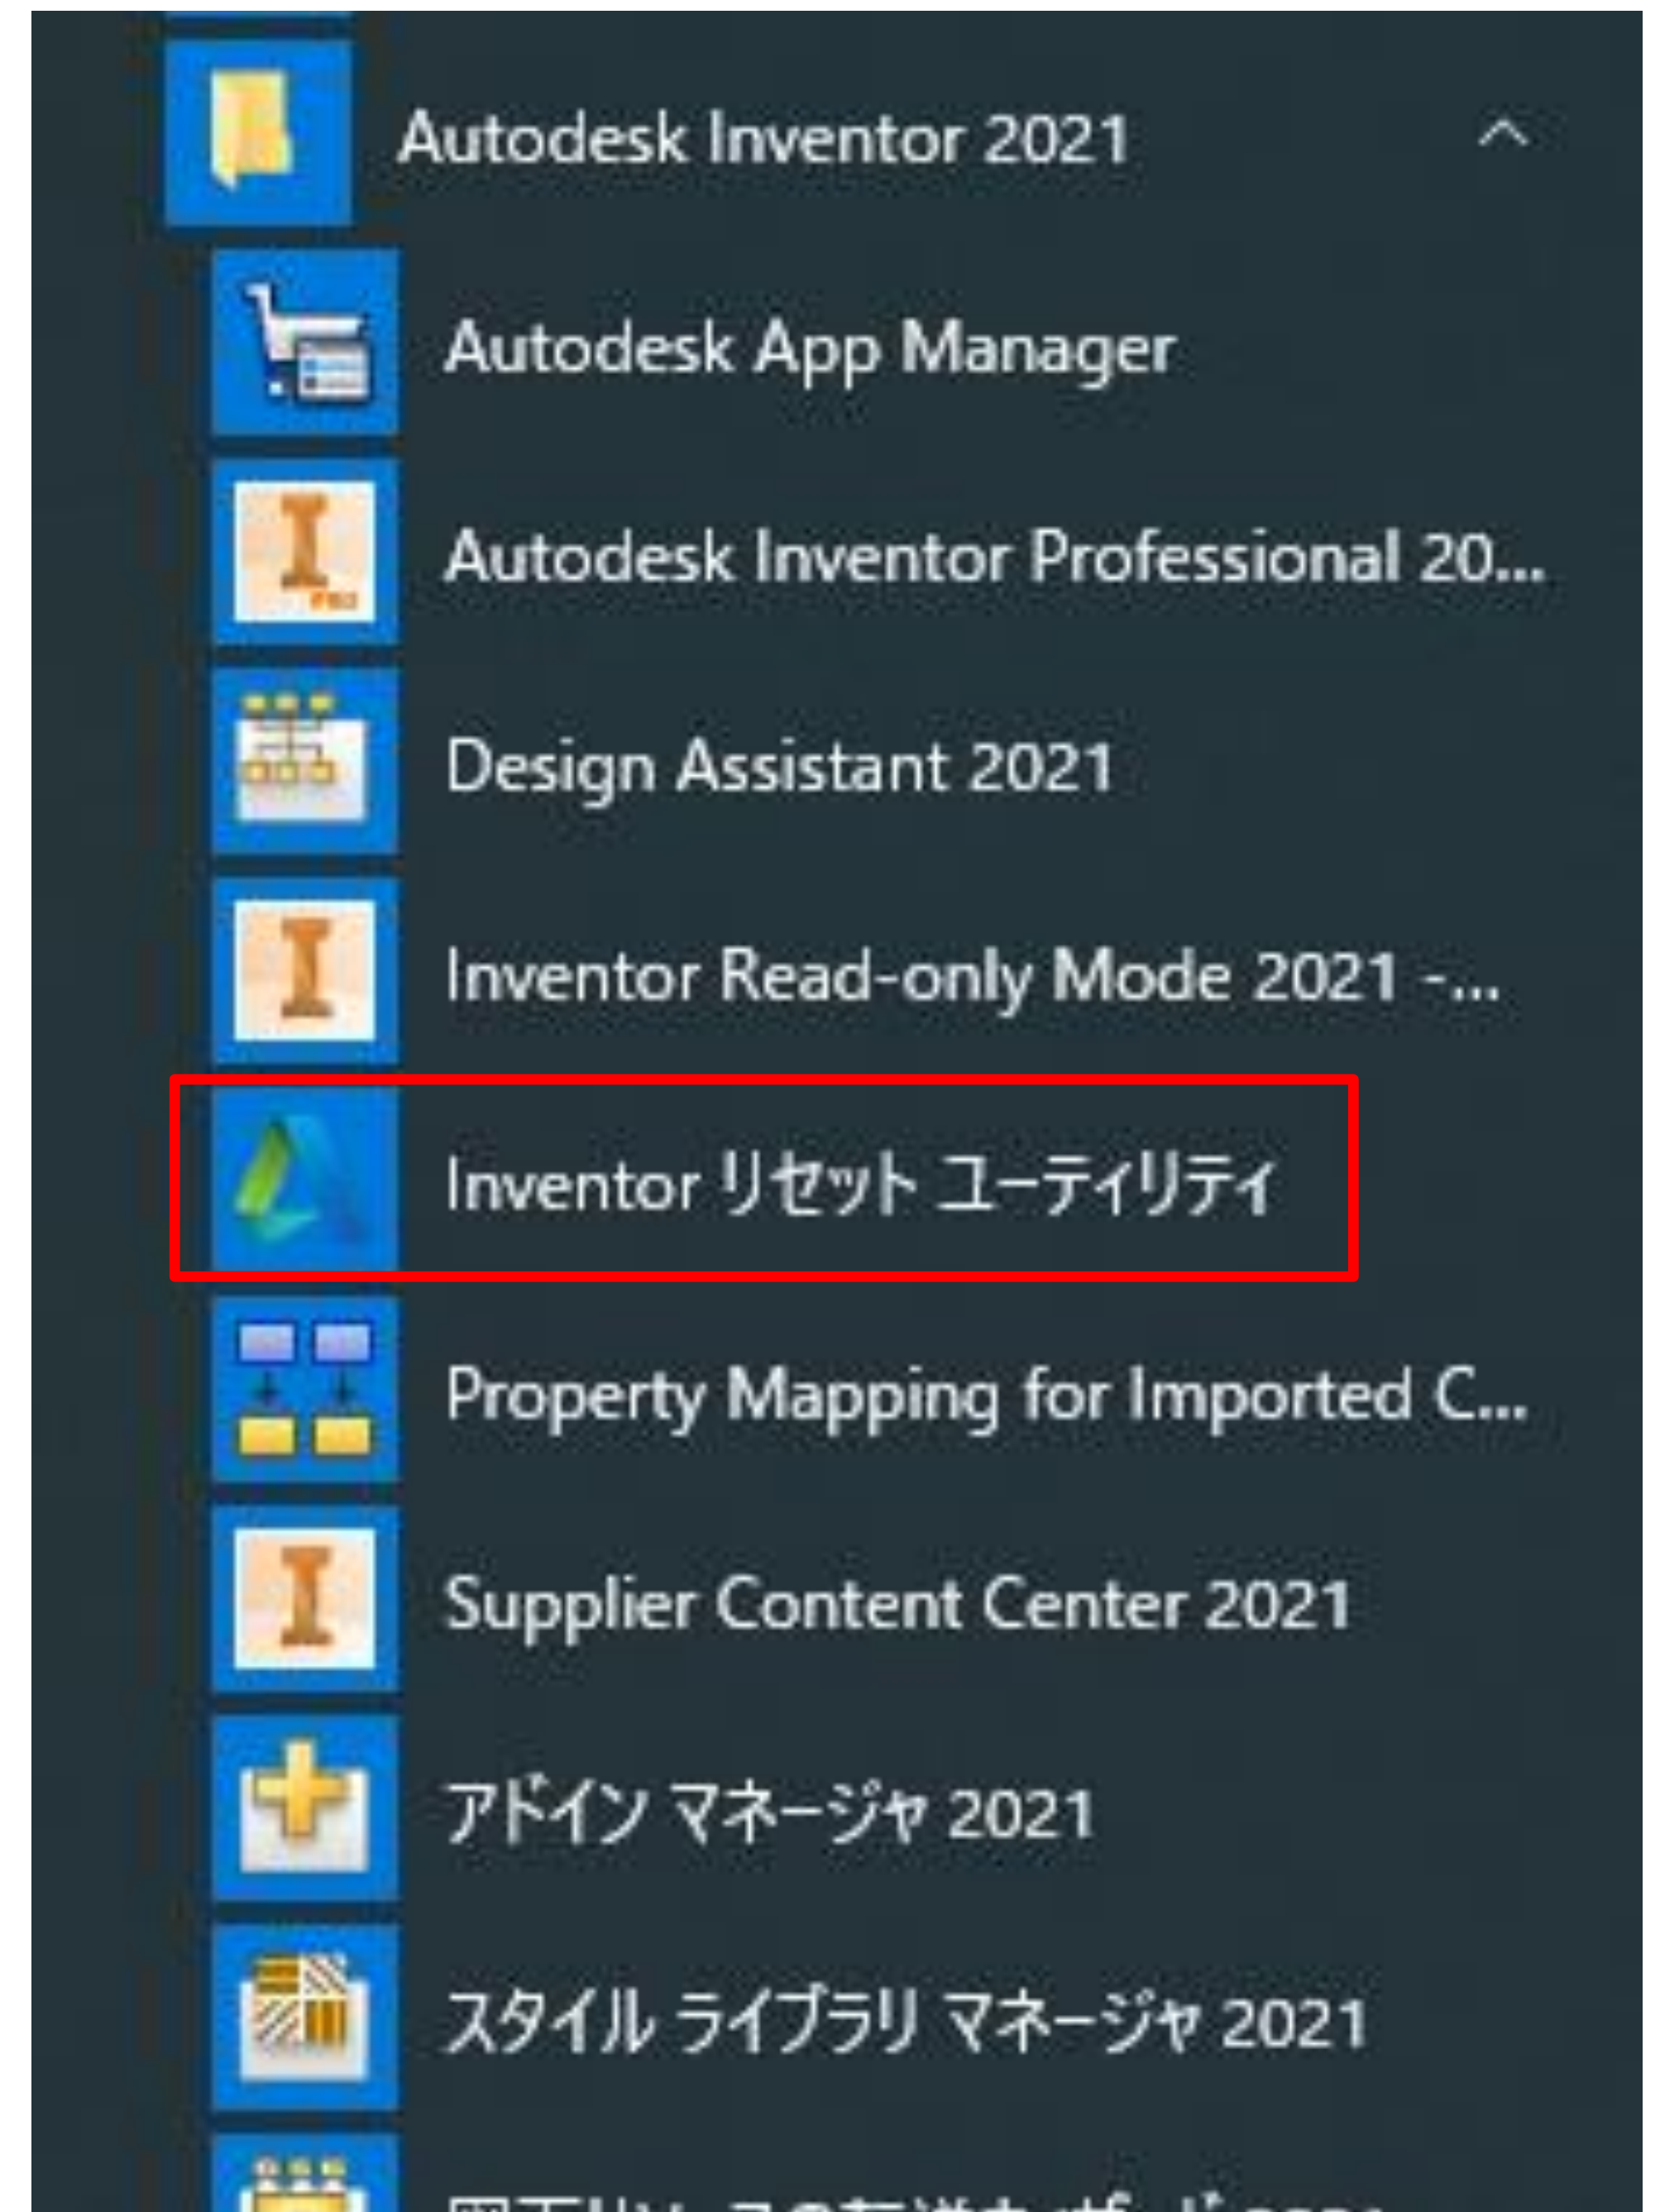 Autodesk Inventor 2021
Autodesk App Manager
Autodesk Inventor Professional 20...
Design Assistant 2021
Inventor Read-only Mode 2021 -...
Inventor リセット ユーティリティ
Property Mapping for Imported C...
Supplier Content Center 2021
アドイン マネージャ 2021
スタイル ライブラリ マネージャ 2021